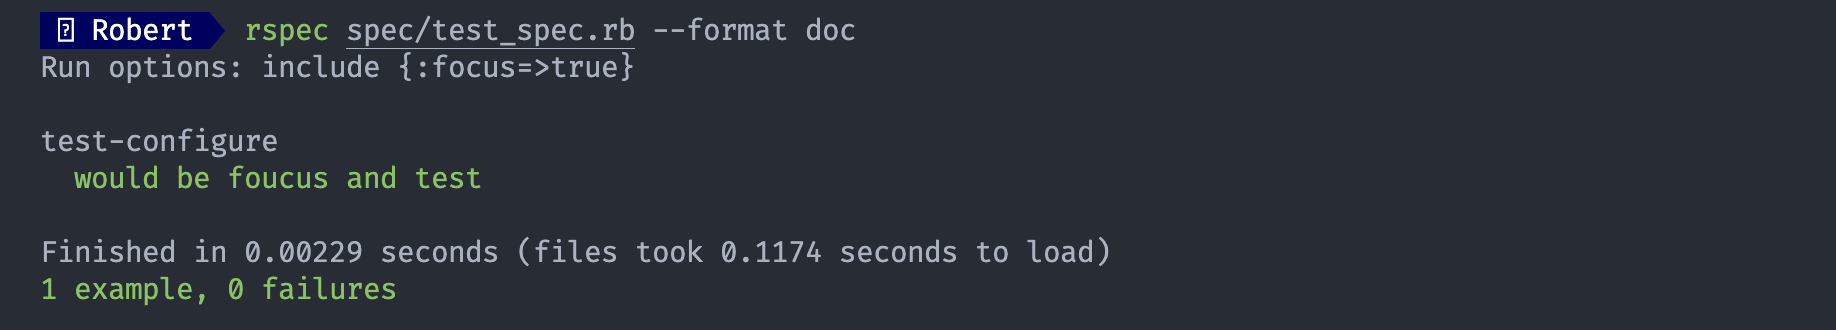 Robert rspec spec/test_spec.rb --format doc
Run options: include {:focus=>true}
test-configure
would be foucus and test
Finished in 0.00229 seconds (files took 0.1174 seconds to load)
1 example, 0 failures